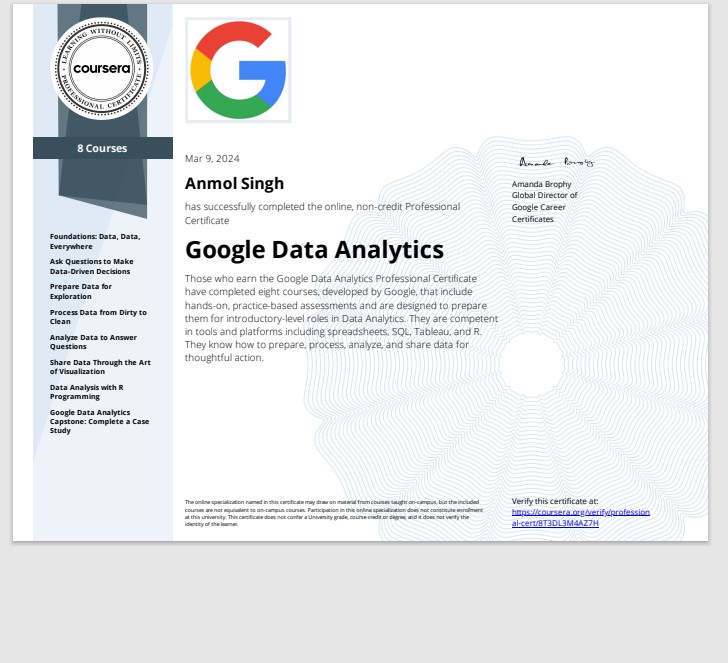 LEARNING WITHOUT LIMITS
coursera
PROFESSIONAL CERTIFICATE
8 Courses
Foundations: Data, Data,
Everywhere
Ask Questions to Make
Data-Driven Decisions
Prepare Data for
Exploration
Process Data from Dirty to
Clean
Analyze Data to Answer
Questions
Share Data Through the Art
of Visualization
Data Analysis with R
Programming
Google Data Analytics
Capstone: Complete a Case
Study
Mar 9, 2024
Anmol Singh
has successfully completed the online, non-credit Professional
Certificate
Google Data Analytics
Those who earn the Google Data Analytics Professional Certificate
have completed eight courses, developed by Google, that include
hands-on, practice-based assessments and are designed to prepare
them for introductory-level roles in Data Analytics. They are competent
in tools and platforms including spreadsheets, SQL, Tableau, and R.
They know how to prepare, process, analyze, and share data for
thoughtful action.
Amanda Brophy
Amanda Brophy
Global Director of
Google Career
Certificates
The online specialization named in this certificate may draw on material from courses taught on-campus, but the included
courses are not equivalent to on-campus courses. Participation in this online specialization does not constitute enrollment
at this university. This certificate does not confer a University grade, course credit or degree, and it does not verify the
identity of the learner.
Verify this certificate at:
https://coursera.org/verify/profession
al-cert/8T3DL3M4AZ7H